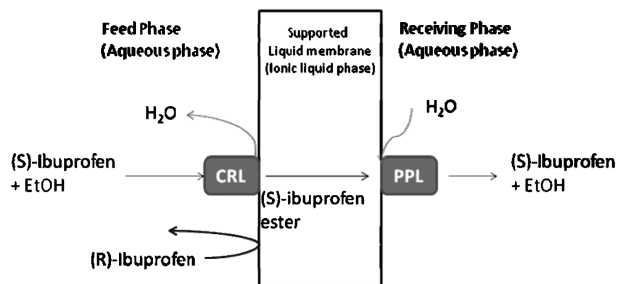 Feed Phase
(Aqueous phase)
Supported
Liquid membrane
(Ionic liquid phase)
Receiving Phase
(Aqueous phase)
H₂O
H₂O
(S)-Ibuprofen
+ EtOH
CRL
(S)-ibuprofen
ester
PPL
(S)-Ibuprofen
+ EtOH
(R)-Ibuprofen